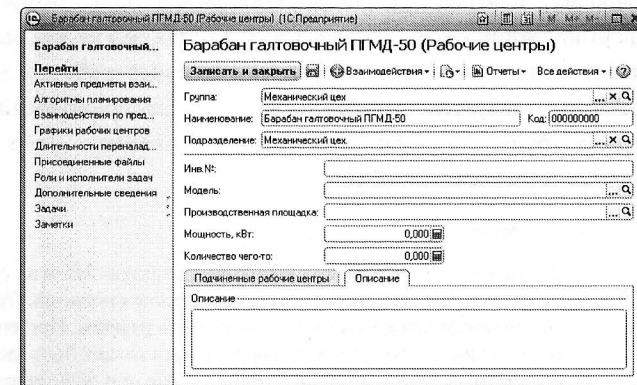 Барабан галтовочный ПГМД-50 (Рабочие центры) (1С:Предприятие)
M M+ M-
Барабан галтовочный...
Перейти
Активные предметы взаи...
Алгоритмы планирования
Взаимодействия по пред...
Графики рабочих центров
Длительности переналад...
Присоединенные файлы
Роли и исполнители задач
Дополнительные сведения
Задачи
Заметки
Барабан галтовочный ПГМД-50 (Рабочие центры)
Записать и закрыть Взаимодействия Отчеты Все действия
Группа: Механический цех ... x
Наименование: Барабан галтовочный ПГМД-50 Код: 000000000
Подразделение: Механический цех. ... x
Инв.№:
Модель: ...
Производственная площадка: ...
Мощность, кВт: 0,000
Количество чего-то: 0,000
Подчиненные рабочие центры Описание
Описание